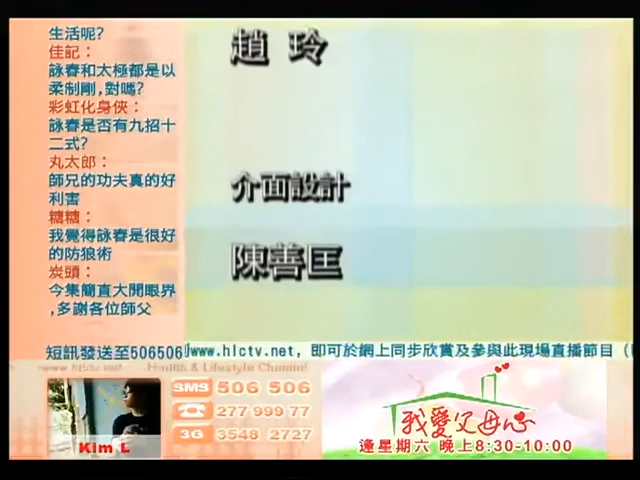 生活呢?
佳記：
詠春和太極都是以
柔制剛,對嗎?
彩虹化身俠：
詠春是否有九招十
二式?
丸太郎：
師兄的功夫真的好
利害
糖糖：
我覺得詠春是很好
的防狼術
炭頭：
今集簡直大開眼界
,多謝各位師父
趙 玲
介面設計
陳善匡
短訊發送至506506
www.hlctv.net，即可於網上同步欣賞及參與此現場直播節目
www.hlctv.net
Health & Lifestyle Channel
Kim L
SMS 506 506
277 999 77
3G 3548 2727
我愛父母心
逢星期六 晚上8:30-10:00